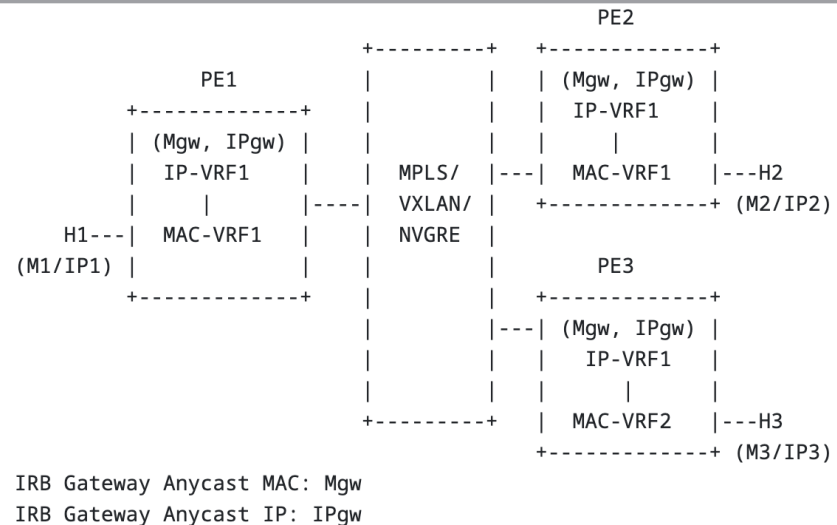 PE2
                                +---------+   +-------------+
                PE1             |         |   | (Mgw, IPgw) |
          +-------------+       |         |   |  IP-VRF1    |
          | (Mgw, IPgw) |       |         |   |     |       |
          |  IP-VRF1    |       |  MPLS/  |---|  MAC-VRF1   |---H2
          |     |       |----|  VXLAN/ |   +-------------+ (M2/IP2)
    H1---|  MAC-VRF1   |    |  NVGRE  |
(M1/IP1) |             |    |         |         PE3
         +-------------+    |         |   +-------------+
                            |         |---| (Mgw, IPgw) |
                            |         |   |   IP-VRF1   |
                            |         |   |      |      |
                            +---------+   |  MAC-VRF2   |---H3
                                          +-------------+ (M3/IP3)
IRB Gateway Anycast MAC: Mgw
IRB Gateway Anycast IP: IPgw